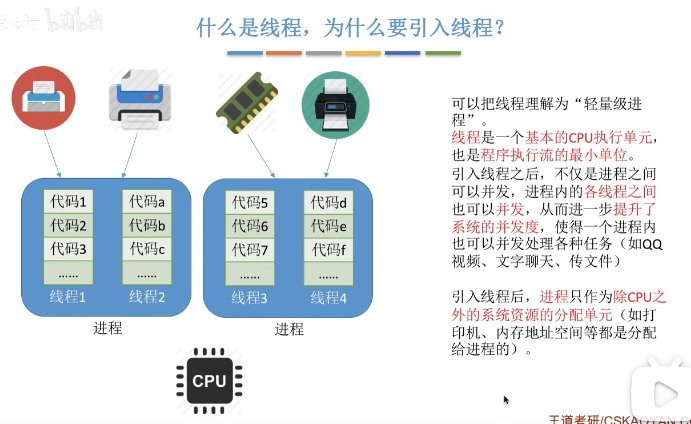 bilibili
什么是线程，为什么要引入线程？
可以把线程理解为“轻量级进
程”。
线程是一个基本的CPU执行单元，
也是程序执行流的最小单位。
引入线程之后，不仅是进程之间
可以并发，进程内的各线程之间
也可以并发，从而进一步提升了
系统的并发度，使得一个进程内
也可以并发处理各种任务（如QQ
视频、文字聊天、传文件）
引入线程后，进程只作为除CPU之
外的系统资源的分配单元（如打
印机、内存地址空间等都是分配
给进程的）。
代码1 代码a 代码5 代码d
代码2 代码b 代码6 代码e
代码3 代码c 代码7 代码f
...... ...... ...... ......
线程1 线程2 线程3 线程4
进程 进程
CPU
王道考研/CSKAOYAN.C